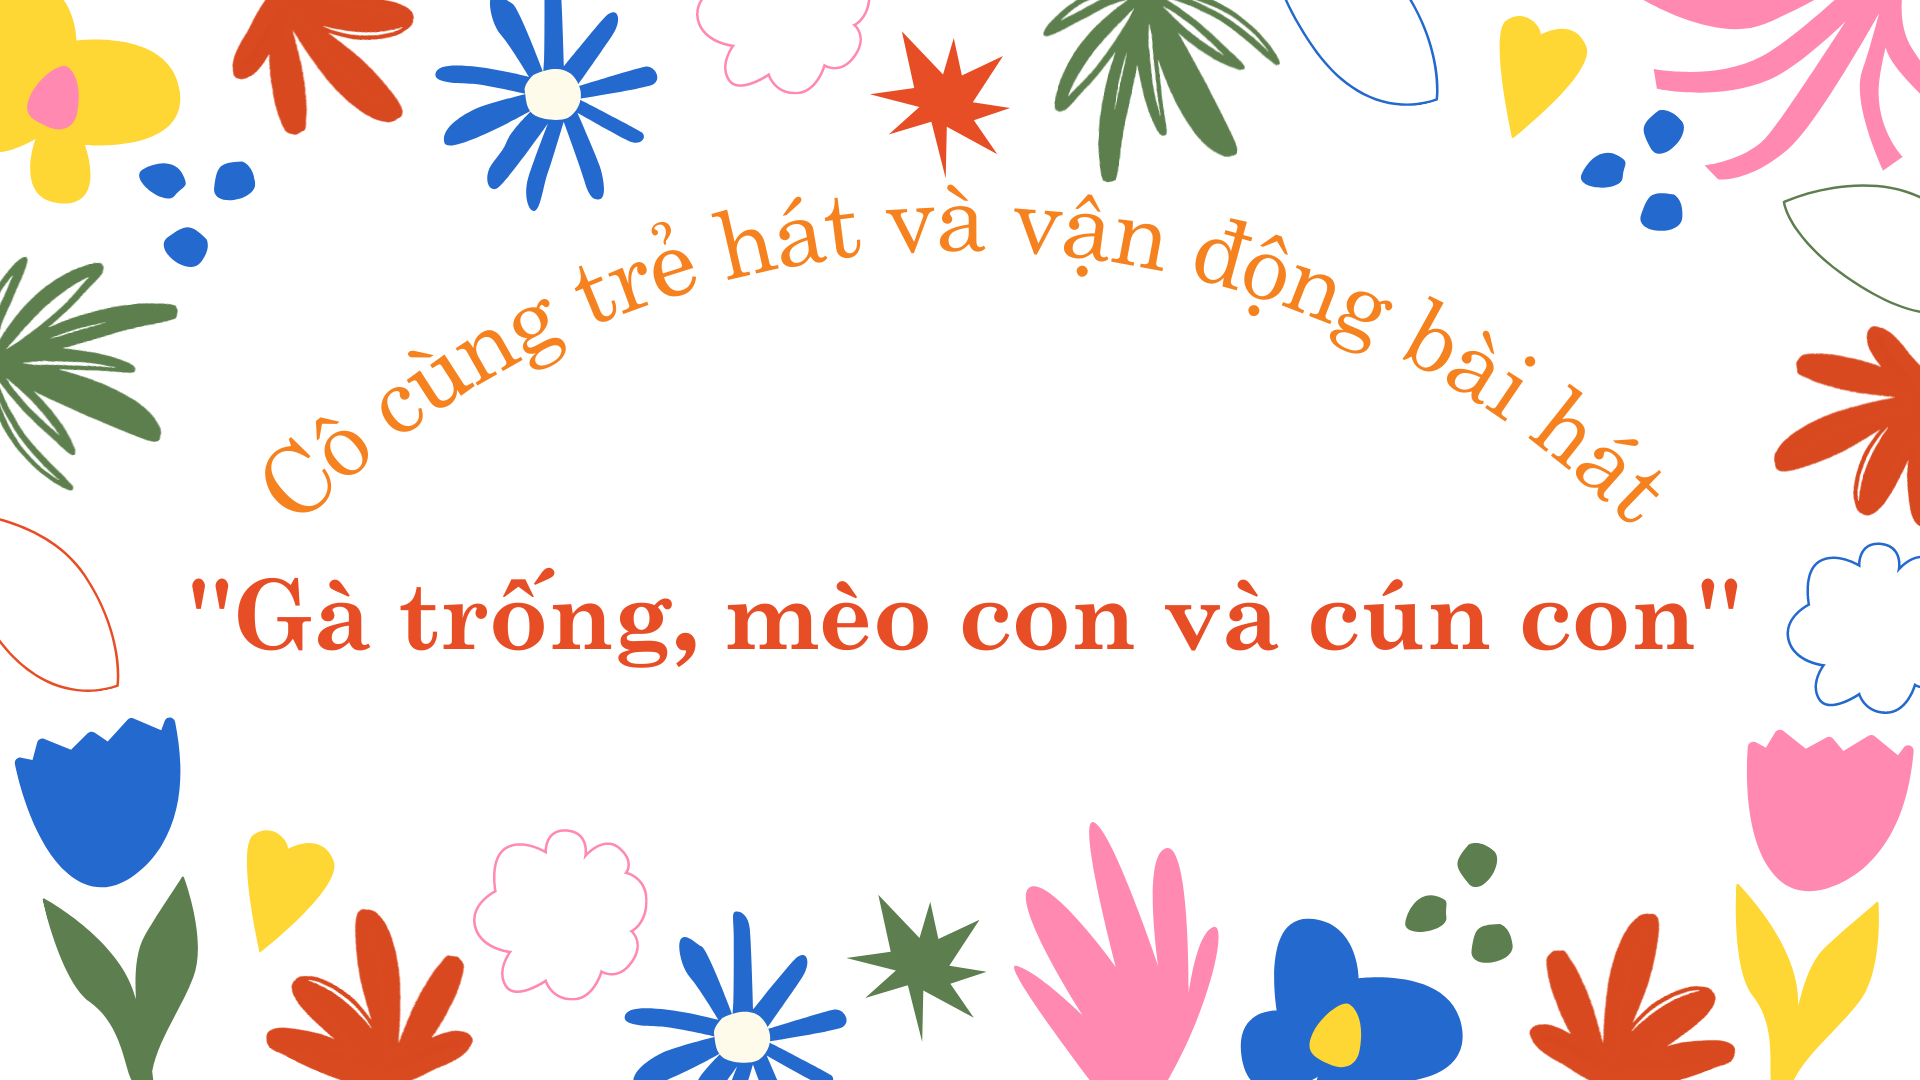 Cô cùng trẻ hát và vận động bài hát
"Gà trống, mèo con và cún con"